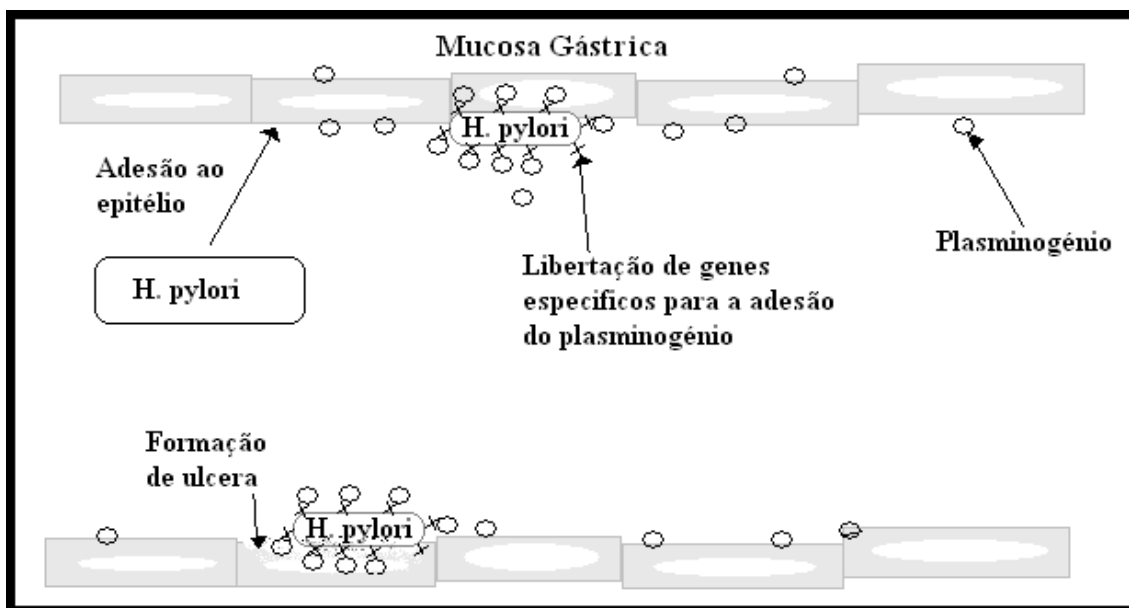 Mucosa Gástrica
H. pylori
Adesão ao
epitélio
H. pylori
Libertação de genes
especificos para a adesão
do plasminogénio
Plasminogénio
Formação
de ulcera
H. pylori